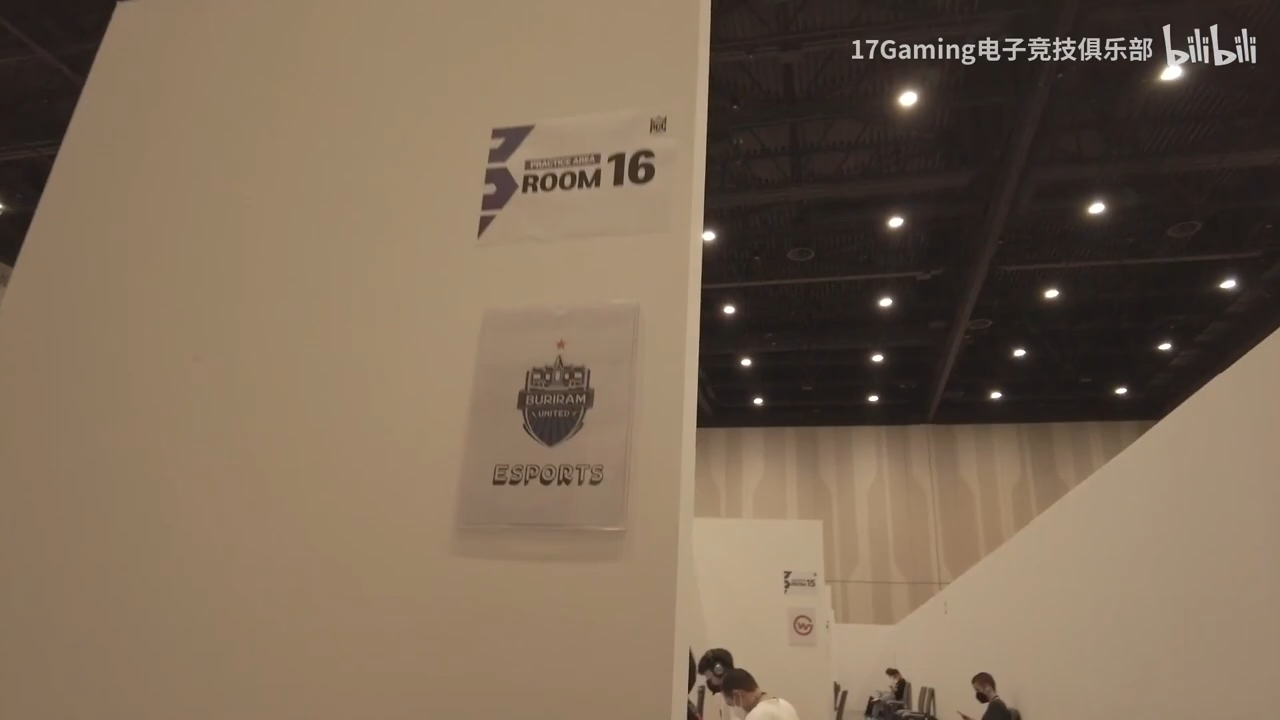 17Gaming电子竞技俱乐部 bilibili
PRACTICE AREA
ROOM 16
BURIRAM
UNITED
ESPORTS
15